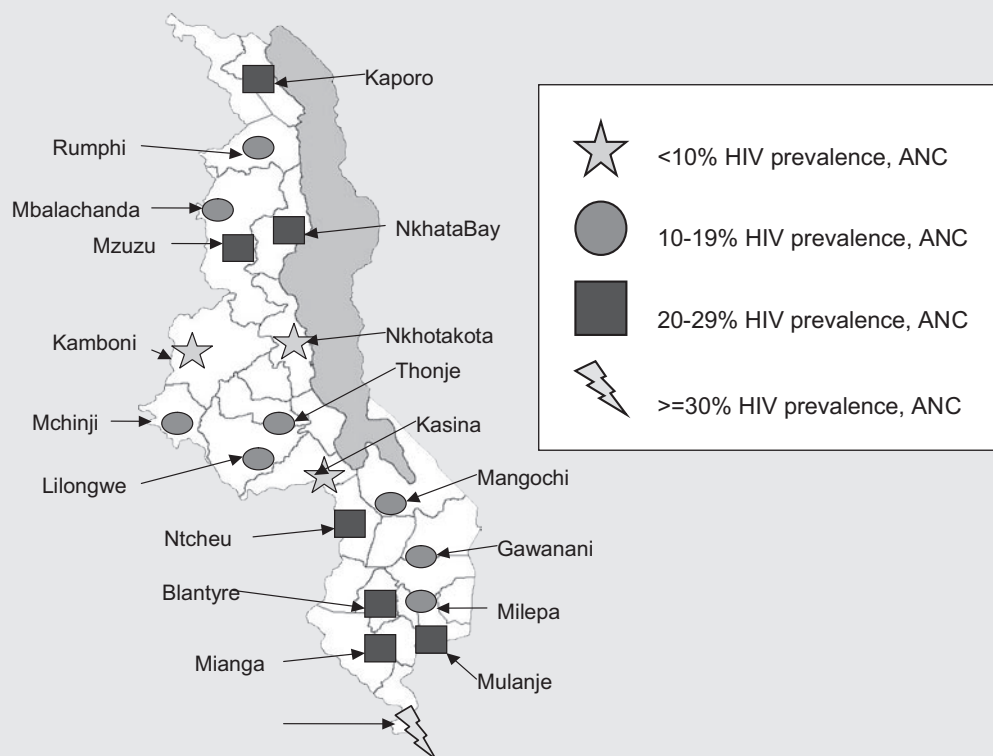 Kaporo
Rumphi
Mbalachanda
NkhataBay
Mzuzu
Nkhotakota
Kamboni
Thonje
Mchinji
Kasina
Lilongwe
Mangochi
Ntcheu
Gawanani
Blantyre
Milepa
Mianga
Mulanje
<10% HIV prevalence, ANC
10-19% HIV prevalence, ANC
20-29% HIV prevalence, ANC
>=30% HIV prevalence, ANC